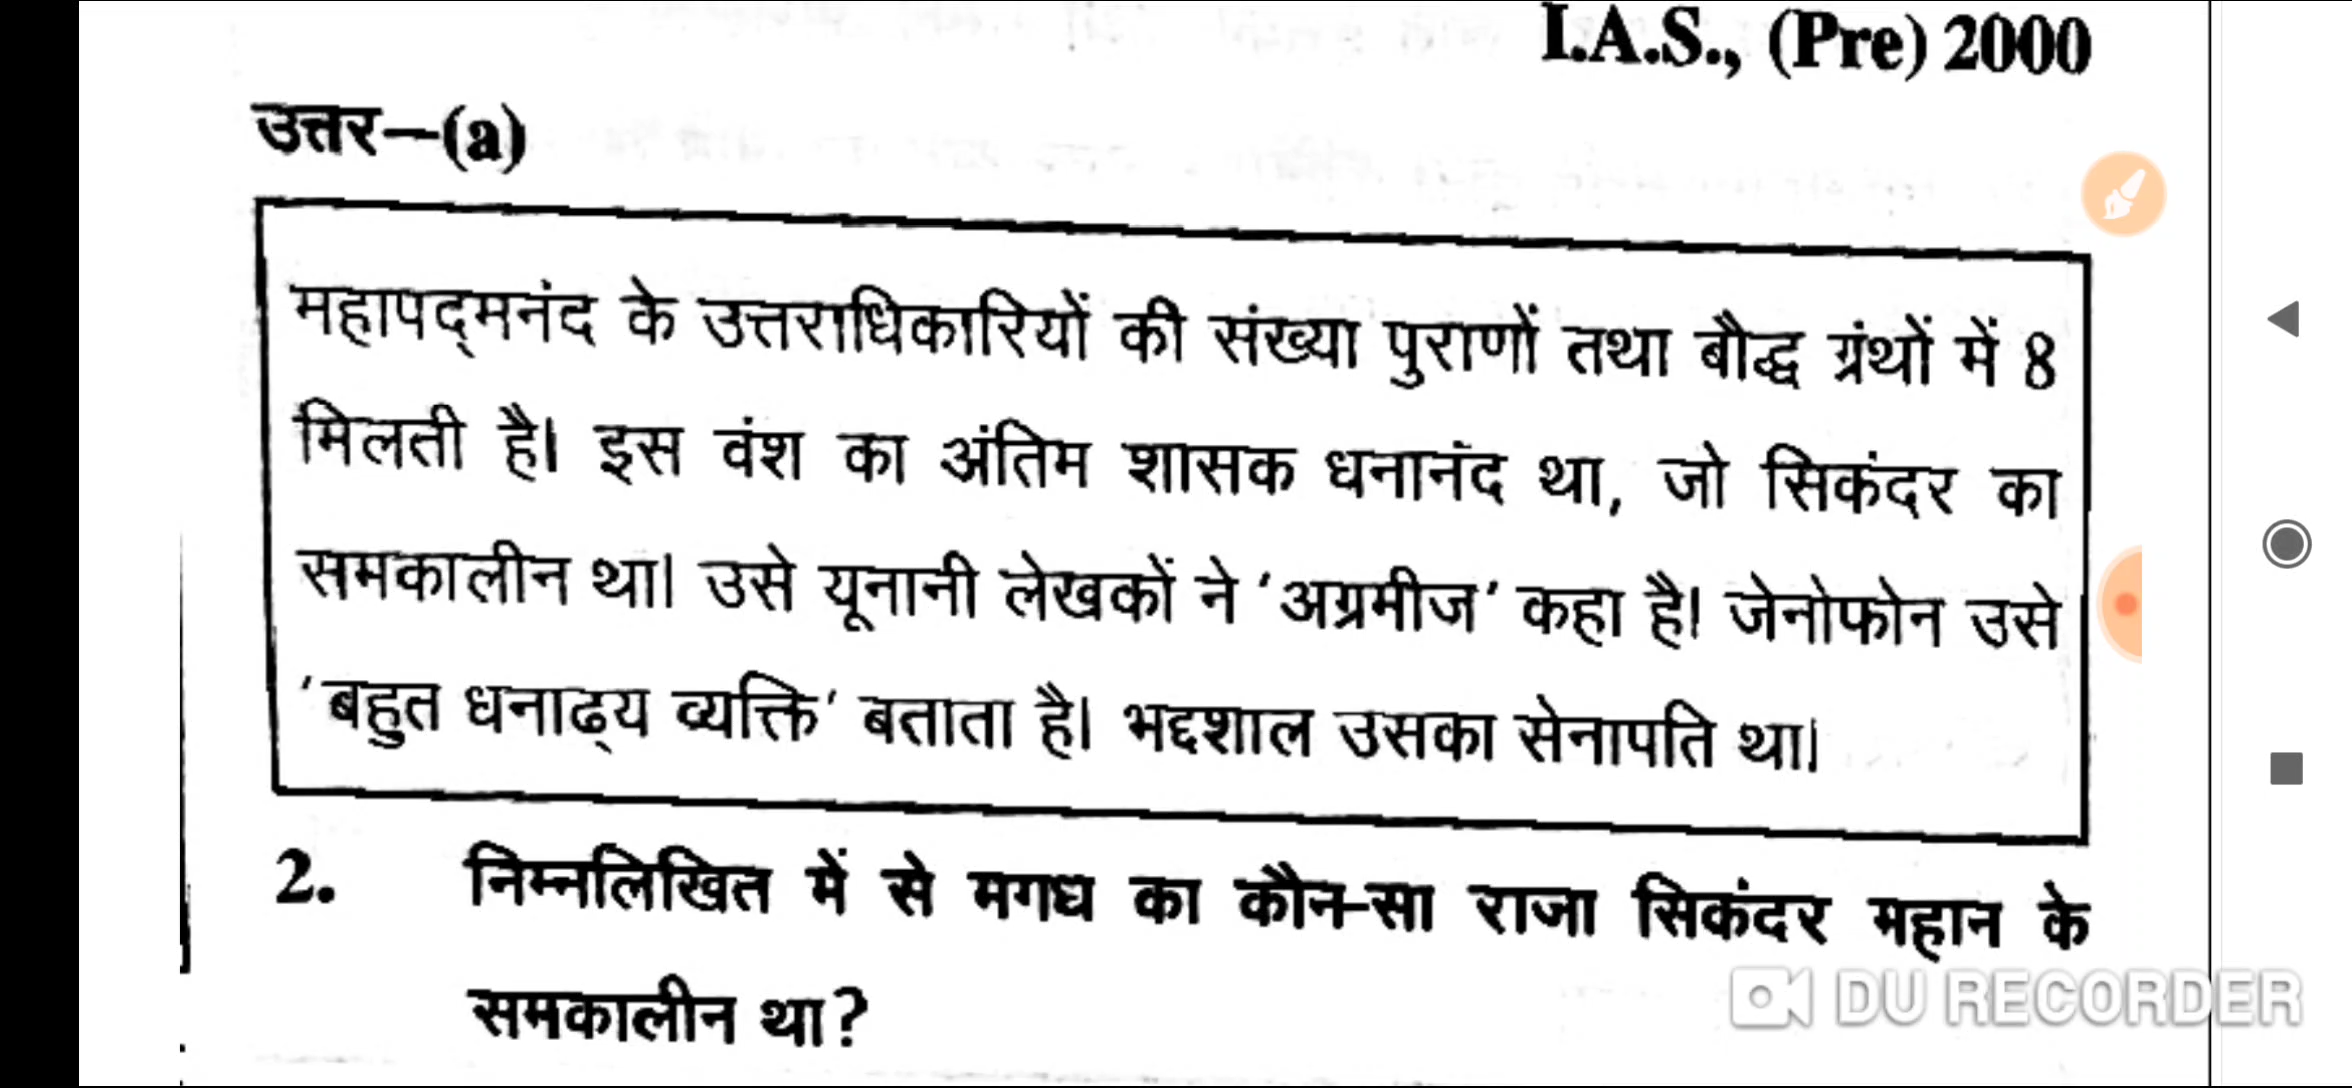 I.A.S., (Pre) 2000
उत्तर—(a)
महापद्मनंद के उत्तराधिकारियों की संख्या पुराणों तथा बौद्ध ग्रंथों में 8
मिलती है। इस वंश का अंतिम शासक धनानंद था, जो सिकंदर का
समकालीन था। उसे यूनानी लेखकों ने ‘अग्रमीज’ कहा है। जेनोफोन उसे
‘बहुत धनाढ्य व्यक्ति’ बताता है। भद्दशाल उसका सेनापति था।
2. निम्नलिखित में से मगध का कौन-सा राजा सिकंदर महान के
समकालीन था?
DU RECORDER